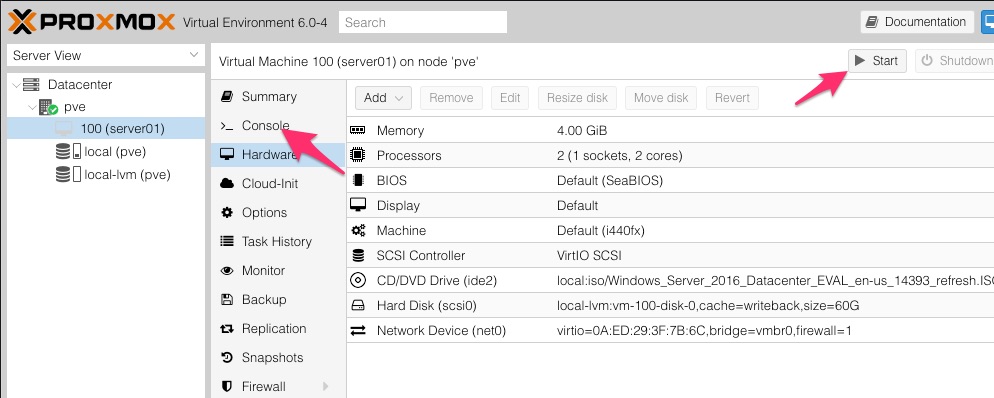 PROXMOX Virtual Environment 6.0-4 Search Documentation
Server View
Datacenter
pve
100 (server01)
local (pve)
local-lvm (pve)
Virtual Machine 100 (server01) on node 'pve' Start Shutdown
Summary
Console
Hardware
Cloud-Init
Options
Task History
Monitor
Backup
Replication
Snapshots
Firewall
Add Remove Edit Resize disk Move disk Revert
Memory 4.00 GiB
Processors 2 (1 sockets, 2 cores)
BIOS Default (SeaBIOS)
Display Default
Machine Default (i440fx)
SCSI Controller VirtIO SCSI
CD/DVD Drive (ide2) local:iso/Windows_Server_2016_Datacenter_EVAL_en-us_14393_refresh.ISO
Hard Disk (scsi0) local-lvm:vm-100-disk-0,cache=writeback,size=60G
Network Device (net0) virtio=0A:ED:29:3F:7B:6C,bridge=vmbr0,firewall=1